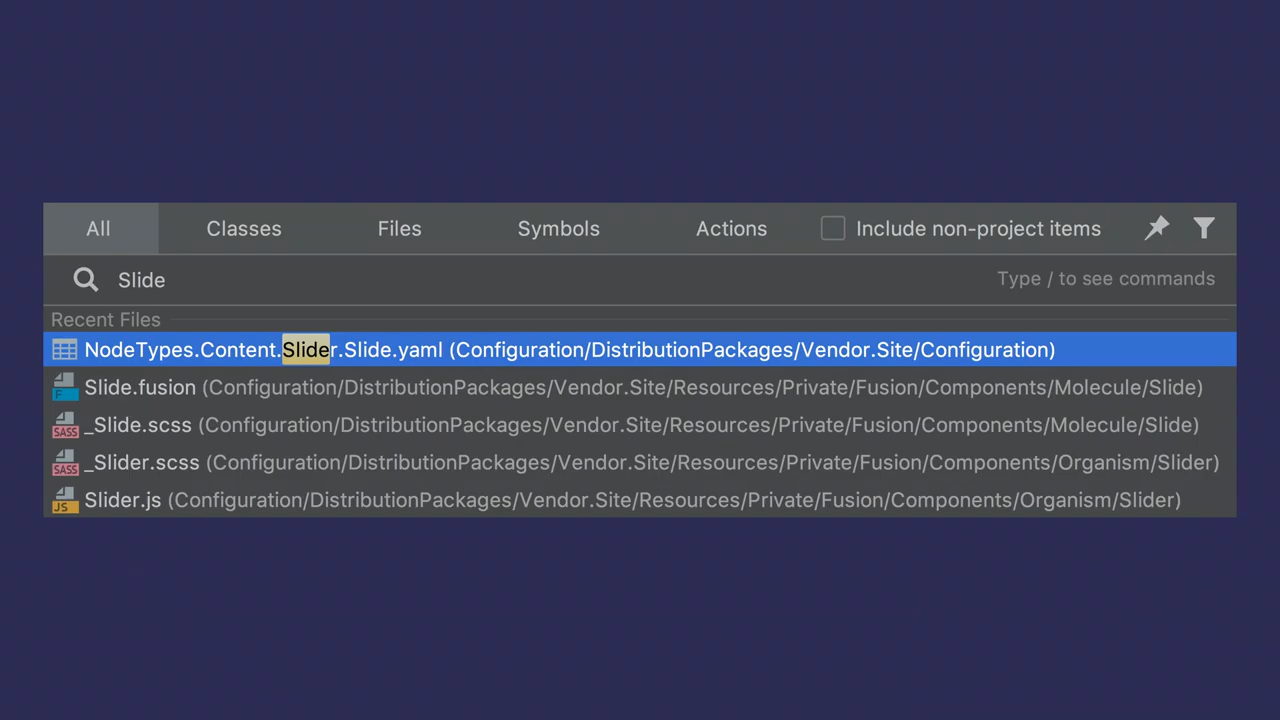 All Classes Files Symbols Actions Include non-project items
Slide Type / to see commands
Recent Files
NodeTypes.Content.Slider.Slide.yaml (Configuration/DistributionPackages/Vendor.Site/Configuration)
F Slide.fusion (Configuration/DistributionPackages/Vendor.Site/Resources/Private/Fusion/Components/Molecule/Slide)
SASS _Slide.scss (Configuration/DistributionPackages/Vendor.Site/Resources/Private/Fusion/Components/Molecule/Slide)
SASS _Slider.scss (Configuration/DistributionPackages/Vendor.Site/Resources/Private/Fusion/Components/Organism/Slider)
JS Slider.js (Configuration/DistributionPackages/Vendor.Site/Resources/Private/Fusion/Components/Organism/Slider)